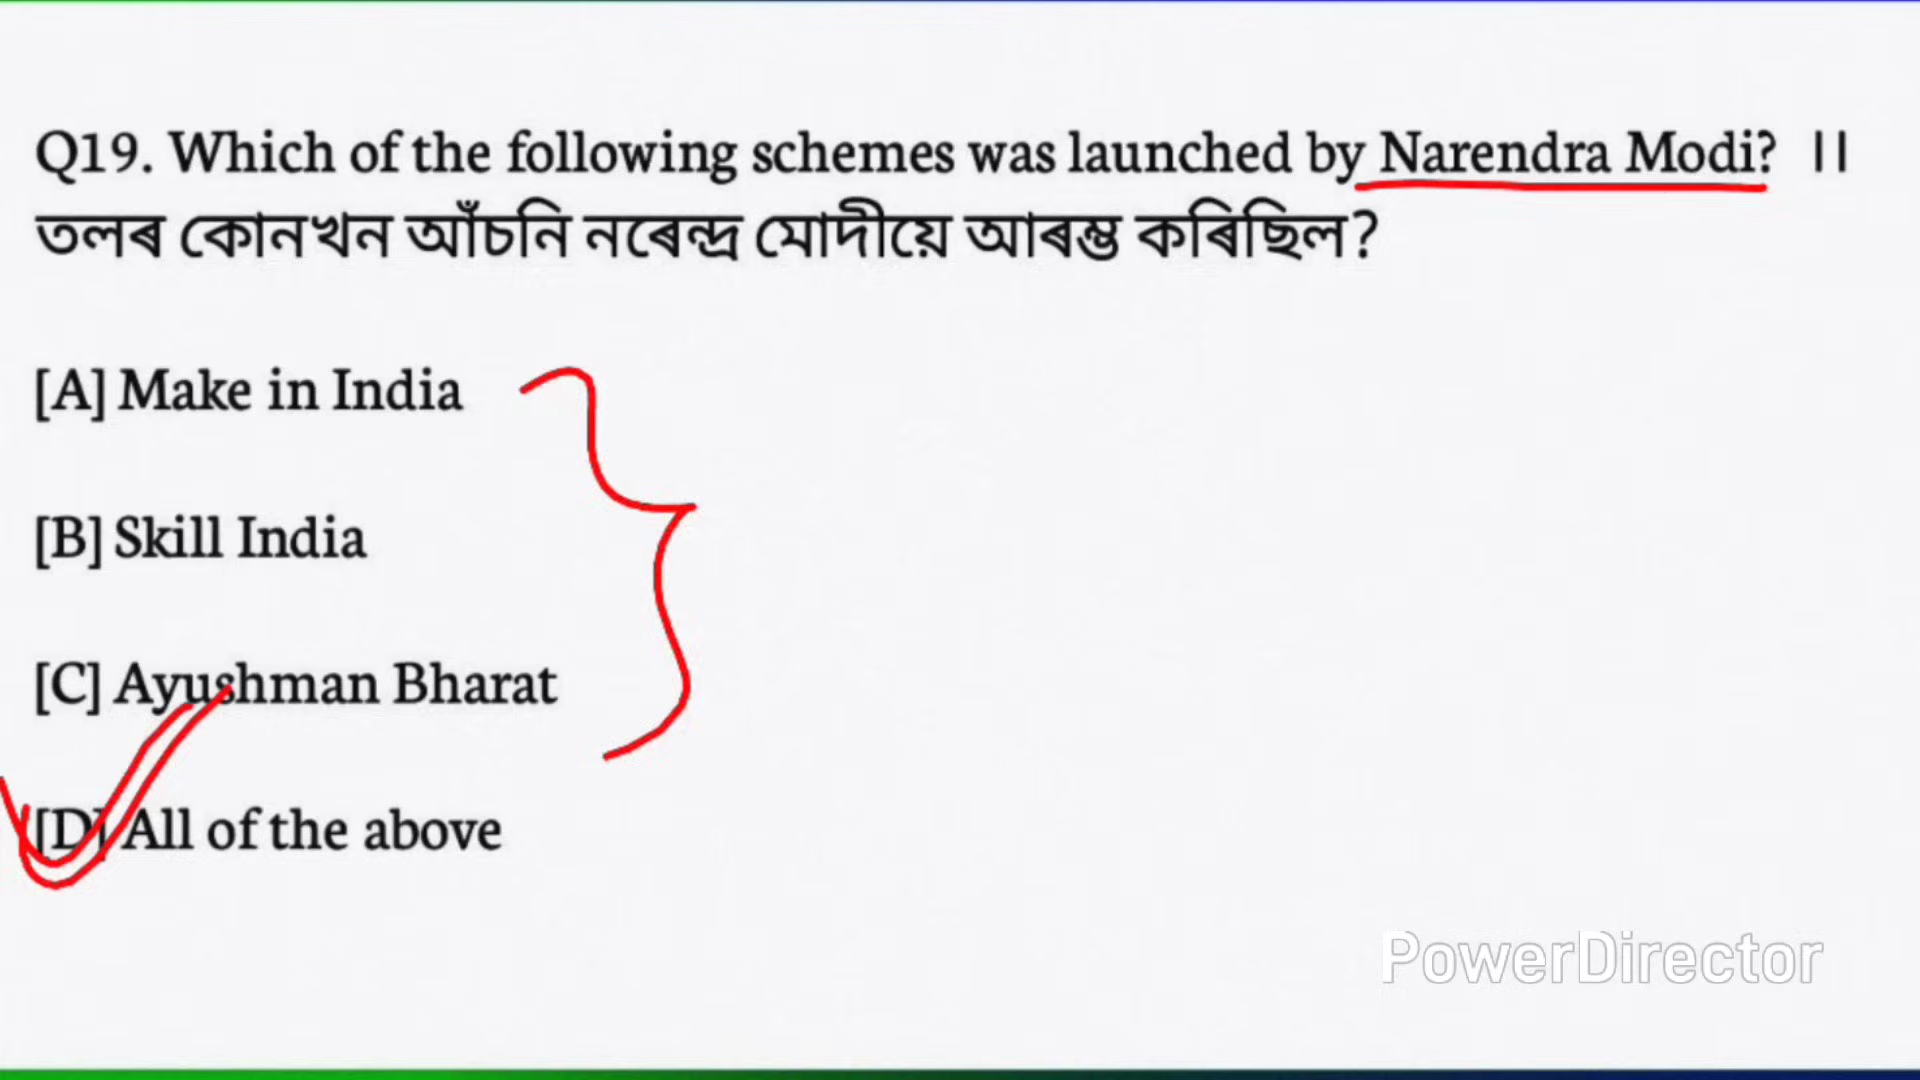 Q19. Which of the following schemes was launched by Narendra Modi? ।।
তলৰ কোনখন আঁচনি নৰেন্দ্ৰ মোদীয়ে আৰম্ভ কৰিছিল?
[A] Make in India
[B] Skill India
[C] Ayushman Bharat
[D] All of the above
PowerDirector